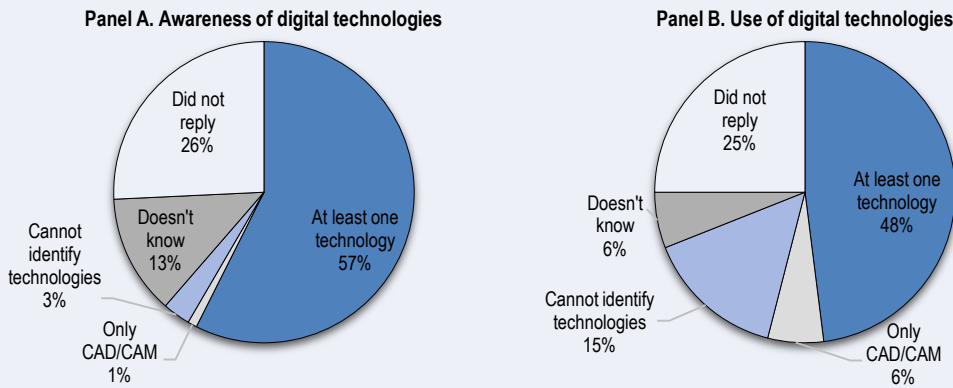 Panel A. Awareness of digital technologies
Did not
reply
26%
At least one
technology
57%
Doesn't
know
13%
Cannot
identify
technologies
3%
Only
CAD/CAM
1%
Panel B. Use of digital technologies
Did not
reply
25%
At least one
technology
48%
Doesn't
know
6%
Cannot identify
technologies
15%
Only
CAD/CAM
6%